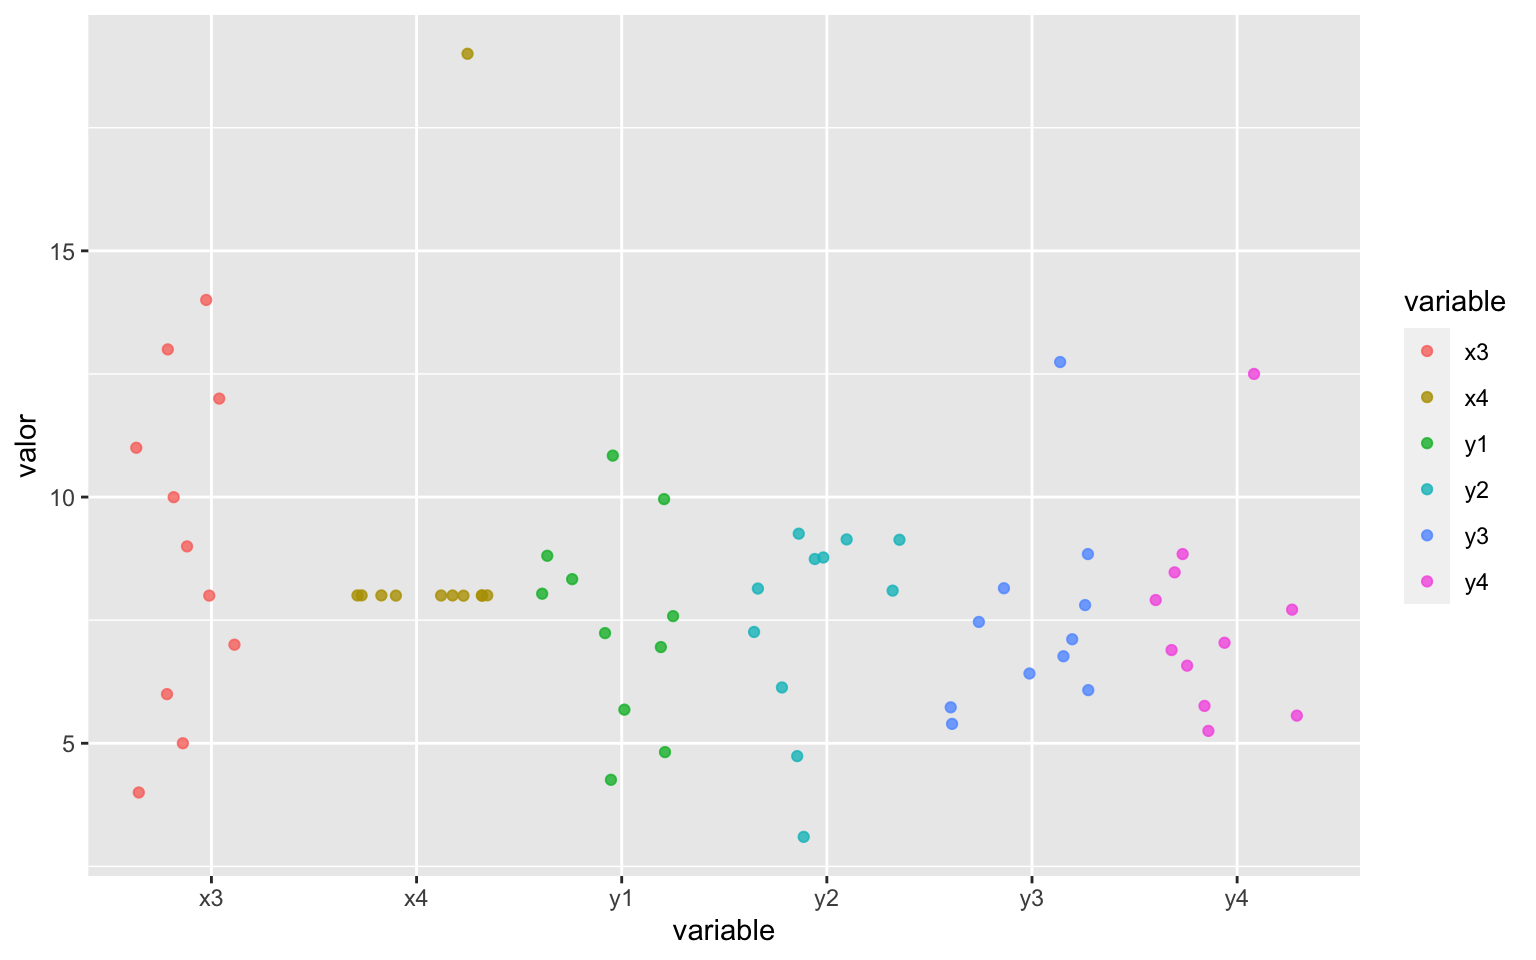 valor
15
10
5
x3 x4 y1 y2 y3 y4
variable
variable
x3
x4
y1
y2
y3
y4